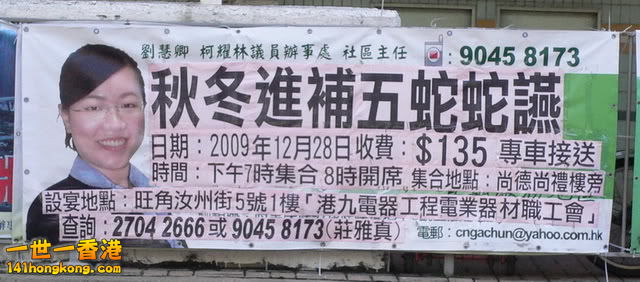 劉慧卿 柯耀林議員辦事處 社區主任 : 9045 8173
秋冬進補五蛇蛇讌
日期：2009年12月28日收費：$135 專車接送
時間：下午7時集合 8時開席 集合地點：尚德尚禮樓旁
設宴地點：旺角汝州街5號1樓「港九電器工程電業器材職工會」
查詢：2704 2666 或 9045 8173(莊雅真) 電郵：cngachun@yahoo.com.hk
一世一香港
141hongkong.com